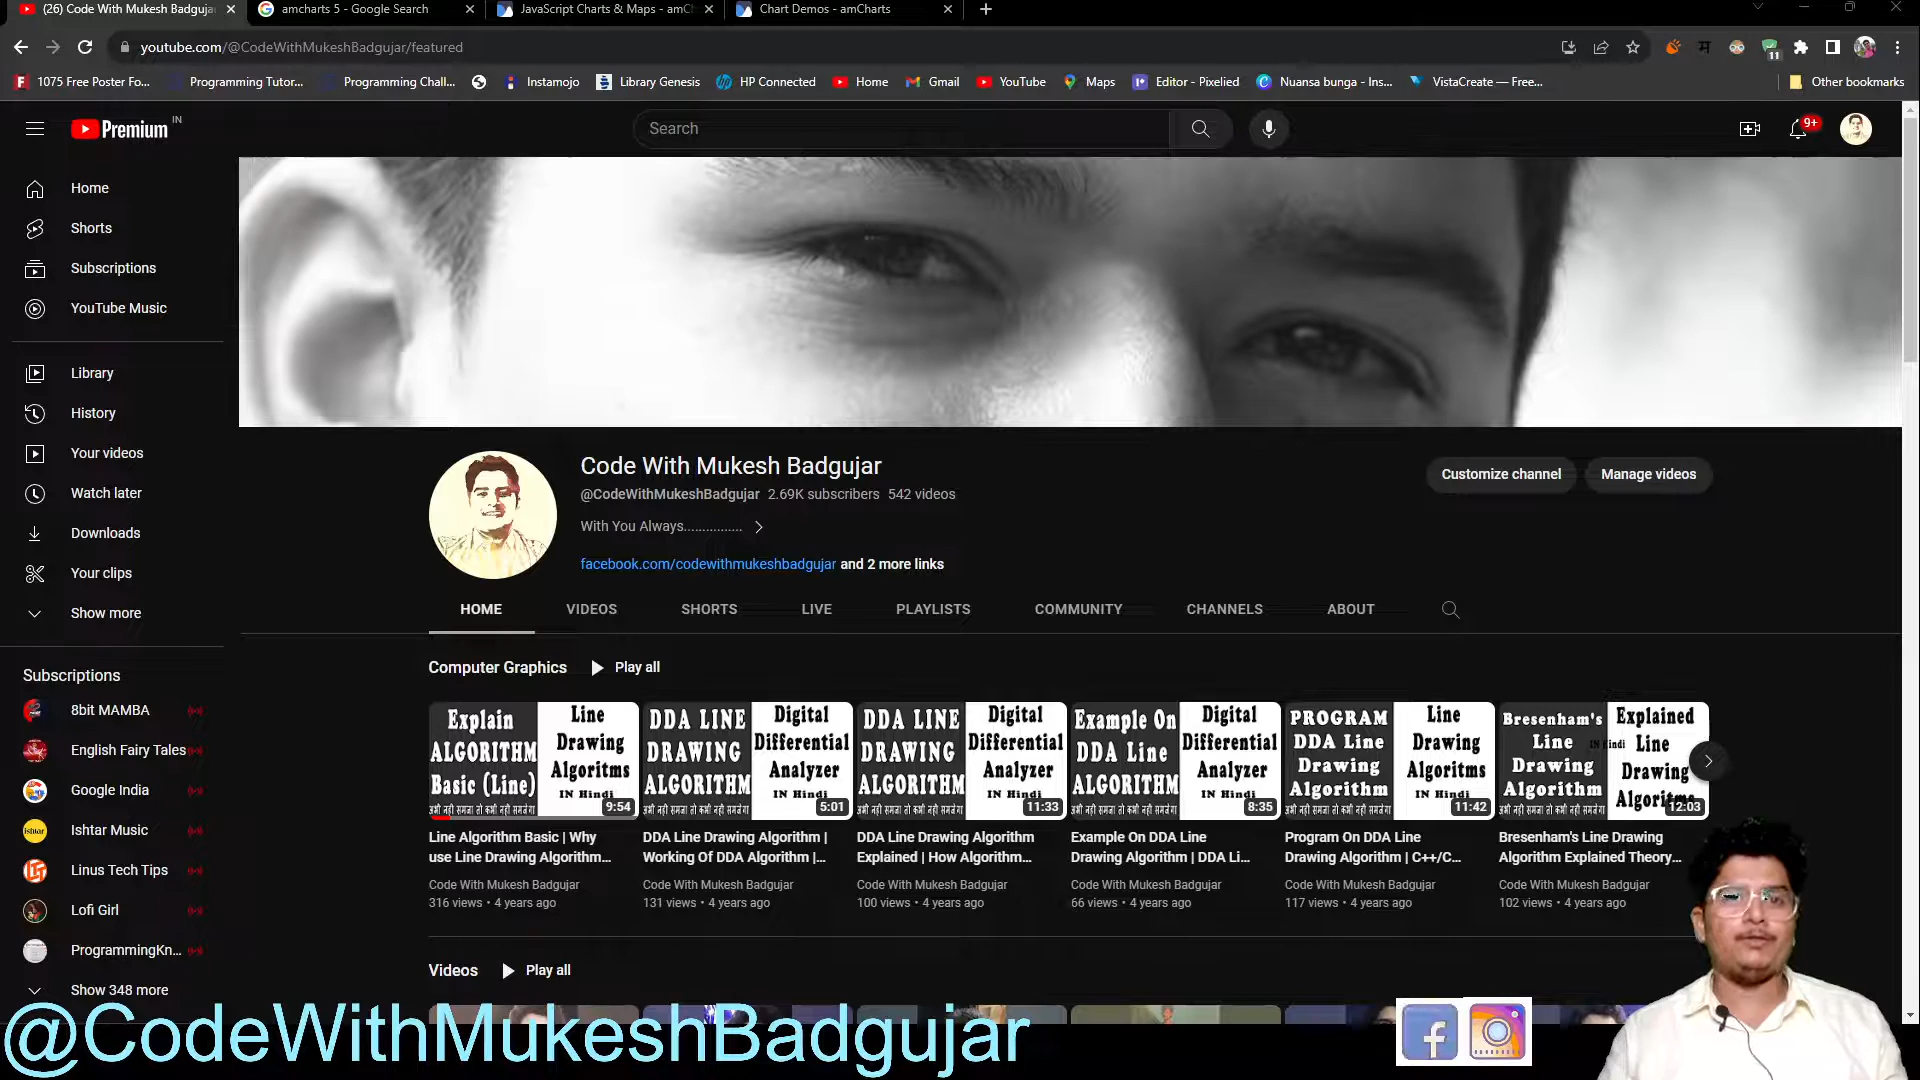 (26) Code With Mukesh Badguja
amcharts 5 - Google Search
JavaScript Charts & Maps - amC
Chart Demos - amCharts
youtube.com/@CodeWithMukeshBadgujar/featured
11
1075 Free Poster Fo...
Programming Tutor...
Programming Chall...
Instamojo
Library Genesis
HP Connected
Home
Gmail
YouTube
Maps
Editor - Pixelied
Nuansa bunga - Ins...
VistaCreate — Free...
Other bookmarks
Premium IN
Search
9+
Home
Shorts
Subscriptions
YouTube Music
Library
History
Your videos
Watch later
Downloads
Your clips
Show more
Subscriptions
8bit MAMBA
English Fairy Tales
Google India
Ishtar Music
Linus Tech Tips
Lofi Girl
ProgrammingKn...
Show 348 more
Code With Mukesh Badgujar
@CodeWithMukeshBadgujar 2.69K subscribers 542 videos
With You Always................
facebook.com/codewithmukeshbadgujar and 2 more links
Customize channel
Manage videos
HOME
VIDEOS
SHORTS
LIVE
PLAYLISTS
COMMUNITY
CHANNELS
ABOUT
Computer Graphics
Play all
Explain
ALGORITHM
Basic (Line)
Line
Drawing
Algoritms
IN Hindi
9:54
Line Algorithm Basic | Why
use Line Drawing Algorithm...
Code With Mukesh Badgujar
316 views • 4 years ago
DDA LINE
DRAWING
ALGORITHM
Digital
Differential
Analyzer
IN Hindi
5:01
DDA Line Drawing Algorithm |
Working Of DDA Algorithm |...
Code With Mukesh Badgujar
131 views • 4 years ago
DDA LINE
DRAWING
ALGORITHM
Digital
Differential
Analyzer
IN Hindi
11:33
DDA Line Drawing Algorithm
Explained | How Algorithm...
Code With Mukesh Badgujar
100 views • 4 years ago
Example On
DDA Line
ALGORITHM
Digital
Differential
Analyzer
IN Hindi
8:35
Example On DDA Line
Drawing Algorithm | DDA Li...
Code With Mukesh Badgujar
66 views • 4 years ago
PROGRAM
DDA Line
Drawing
Algorithm
Line
Drawing
Algoritms
IN Hindi
11:42
Program On DDA Line
Drawing Algorithm | C++/C...
Code With Mukesh Badgujar
117 views • 4 years ago
Bresenham's
Line
Drawing
Algorithm
Explained
IN Hindi
Line
Drawing
12:03
Bresenham's Line Drawing
Algorithm Explained Theory...
Code With Mukesh Badgujar
102 views • 4 years ago
Videos
Play all
@CodeWithMukeshBadgujar